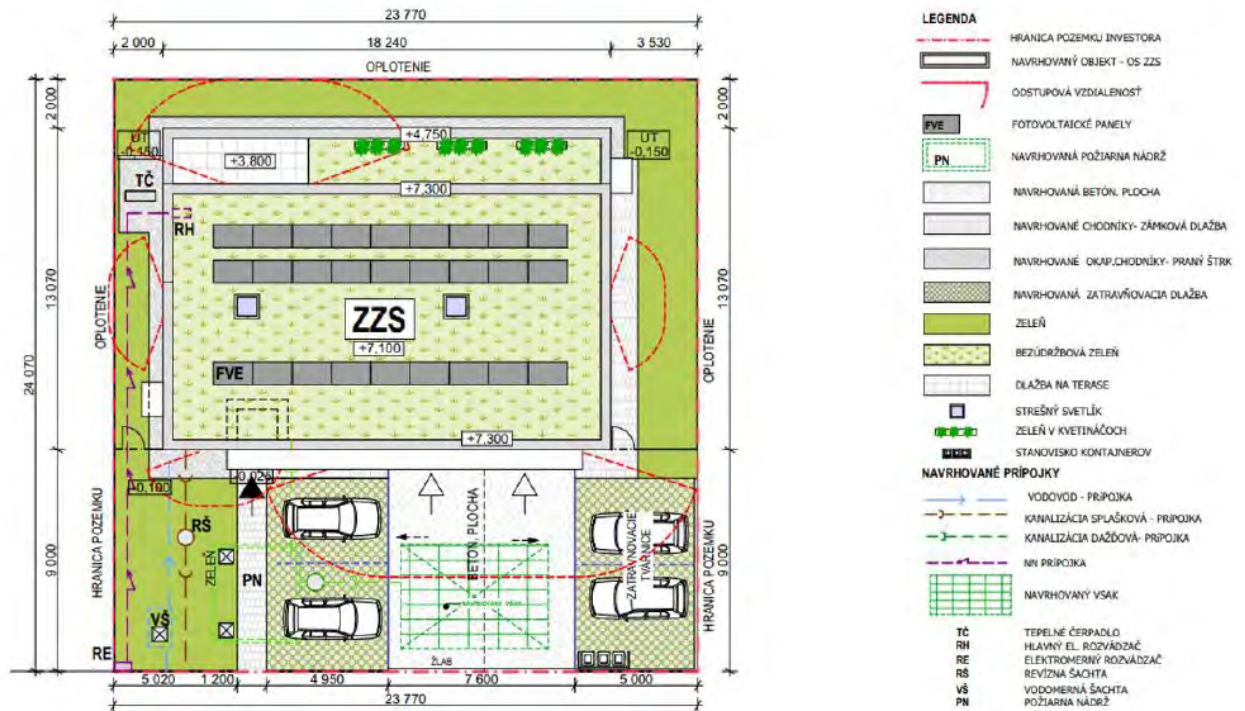 23 770
2 000 18 240 3 530
OPLOTENIE
2 000
2 000
+4,750
UT
-0,150
UT
-0,150
+3,800
TČ
+7,300
RH
OPLOTENIE
13 070
24 070
ZZS
+7,100
FVE
+7,300
OPLOTENIE
13 070
-0,025
-0,100
RŠ
ZELEŇ
PN
VŠ
RE
HRANICA POZEMKU
9 000
BETÓN. PLOCHA
NAVRHOVANÝ VSAK
ZATRAVŇOVACIE
TVÁRNICE
HRANICA POZEMKU
9 000
ŽLAB
5 020 1 200 4 950 7 600 5 000
23 770
LEGENDA
HRANICA POZEMKU INVESTORA
NAVRHOVANÝ OBJEKT - OS ZZS
ODSTUPOVÁ VZDIALENOSŤ
FVE FOTOVOLTAICKÉ PANELY
PN NAVRHOVANÁ POŽIARNA NÁDRŽ
NAVRHOVANÁ BETÓN. PLOCHA
NAVRHOVANÉ CHODNÍKY- ZÁMKOVÁ DLAŽBA
NAVRHOVANÉ OKAP.CHODNÍKY- PRANÝ ŠTRK
NAVRHOVANÁ ZATRAVŇOVACIA DLAŽBA
ZELEŇ
BEZÚDRŽBOVÁ ZELEŇ
DLAŽBA NA TERASE
STREŠNÝ SVETLÍK
ZELEŇ V KVETINÁČOCH
STANOVISKO KONTAJNEROV
NAVRHOVANÉ PRÍPOJKY
VODOVOD - PRÍPOJKA
KANALIZÁCIA SPLAŠKOVÁ - PRÍPOJKA
KANALIZÁCIA DAŽĎOVÁ- PRÍPOJKA
NN PRÍPOJKA
NAVRHOVANÝ VSAK
TČ TEPELNÉ ČERPADLO
RH HLAVNÝ EL. ROZVÁDZAČ
RE ELEKTROMERNÝ ROZVÁDZAČ
RŠ REVÍZNA ŠACHTA
VŠ VODOMERNÁ ŠACHTA
PN POŽIARNA NÁDRŽ